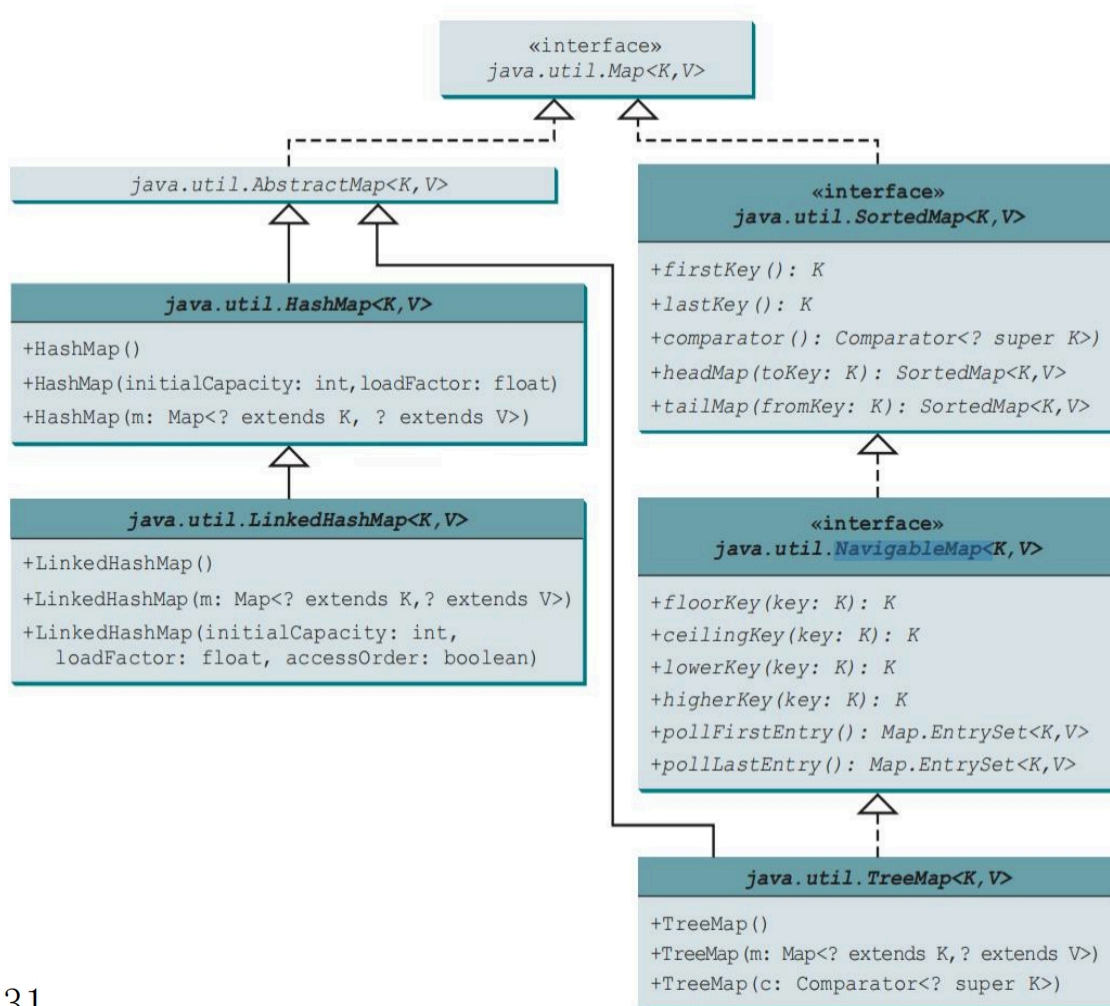 «interface»
java.util.Map<K,V>
java.util.AbstractMap<K,V>
java.util.HashMap<K,V>
+HashMap()
+HashMap(initialCapacity: int,loadFactor: float)
+HashMap(m: Map<? extends K, ? extends V>)
java.util.LinkedHashMap<K,V>
+LinkedHashMap()
+LinkedHashMap(m: Map<? extends K,? extends V>)
+LinkedHashMap(initialCapacity: int,
loadFactor: float, accessOrder: boolean)
«interface»
java.util.SortedMap<K,V>
+firstKey(): K
+lastKey(): K
+comparator(): Comparator<? super K>)
+headMap(toKey: K): SortedMap<K,V>
+tailMap(fromKey: K): SortedMap<K,V>
«interface»
java.util.NavigableMap<K,V>
+floorKey(key: K): K
+ceilingKey(key: K): K
+lowerKey(key: K): K
+higherKey(key: K): K
+pollFirstEntry(): Map.EntrySet<K,V>
+pollLastEntry(): Map.EntrySet<K,V>
java.util.TreeMap<K,V>
+TreeMap()
+TreeMap(m: Map<? extends K,? extends V>)
+TreeMap(c: Comparator<? super K>)
31